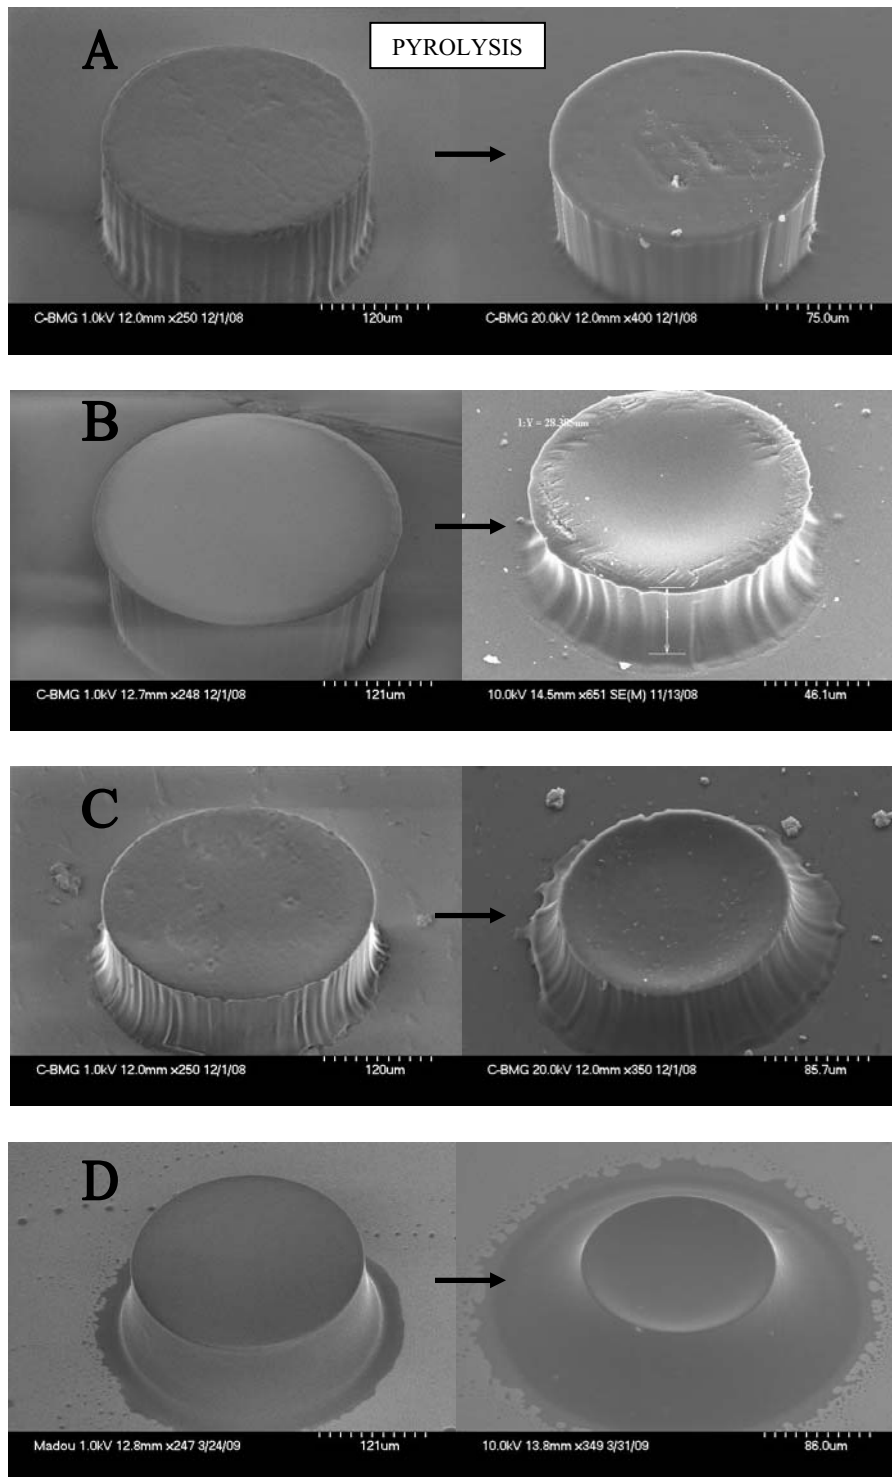 A
PYROLYSIS
C-BMG 1.0kV 12.0mm x250 12/1/08 120um
C-BMG 20.0kV 12.0mm x400 12/1/08 75.0um
B
1:Y = 28.385um
C-BMG 1.0kV 12.7mm x248 12/1/08 121um
10.0kV 14.5mm x651 SE(M) 11/13/08 46.1um
C
C-BMG 1.0kV 12.0mm x250 12/1/08 120um
C-BMG 20.0kV 12.0mm x350 12/1/08 85.7um
D
Madou 1.0kV 12.8mm x247 3/24/09 121um
10.0kV 13.8mm x349 3/31/09 86.0um